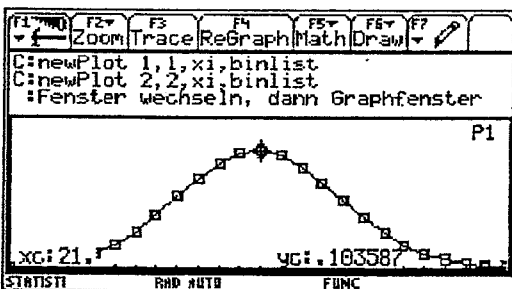 F1 F2 F3 F4 F5 F6 F7
Zoom Trace ReGraph Math Draw
C:newPlot 1,1,xi,binlist
C:newPlot 2,2,xi,binlist
:Fenster wechseln, dann Graphfenster
P1
xc:21. yc:.103587
STATISTI RAD AUTO FUNC